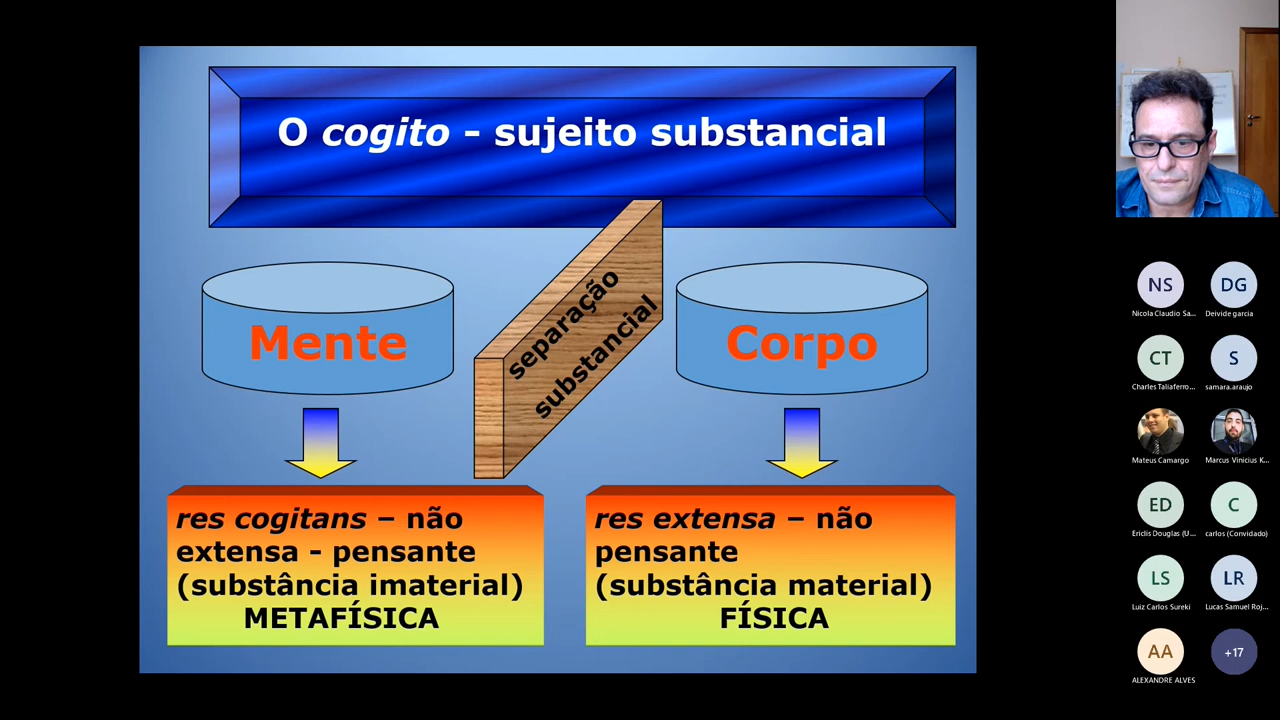 O cogito - sujeito substancial
separação
substancial
Mente
Corpo
res cogitans – não
extensa - pensante
(substância imaterial)
METAFÍSICA
res extensa – não
pensante
(substância material)
FÍSICA
NS
Nicola Claudio Sa...
DG
Deivide garcia
CT
Charles Taliaferro...
S
samara.araujo
Mateus Camargo
Marcus Vinicius K...
ED
Ericlis Douglas (U...
C
carlos (Convidado)
LS
Luiz Carlos Sureki
LR
Lucas Samuel Roj...
AA
ALEXANDRE ALVES
+17